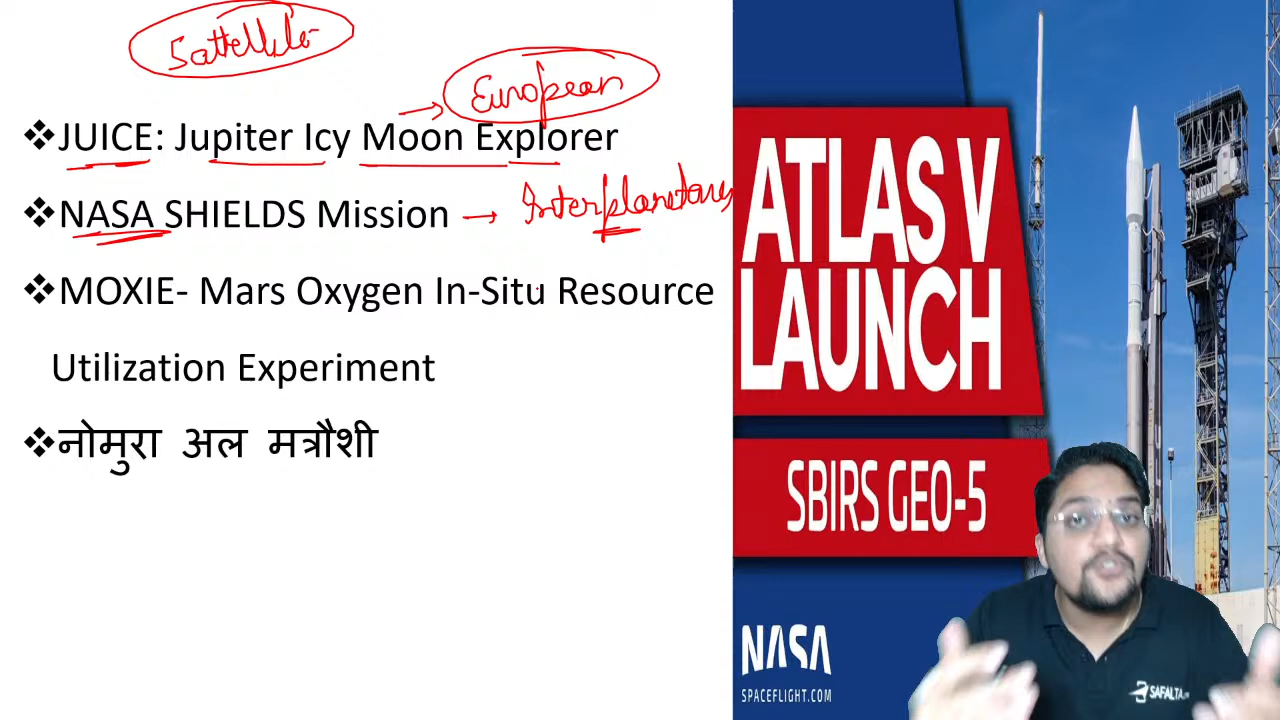 Sattellite
European
❖JUICE: Jupiter Icy Moon Explorer
❖NASA SHIELDS Mission → Interplanetary
❖MOXIE- Mars Oxygen In-Situ Resource
Utilization Experiment
❖नोमुरा अल मत्रौशी
ATLAS V
LAUNCH
SBIRS GEO-5
NASA
SPACEFLIGHT.COM
SAFALTA